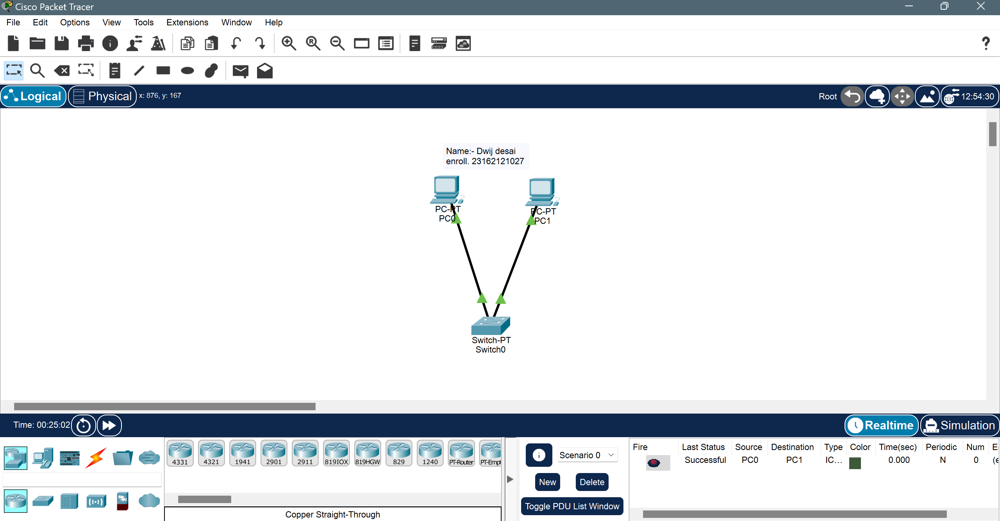 Cisco Packet Tracer
File Edit Options View Tools Extensions Window Help
Logical Physical x: 876, y: 167 Root 12:54:30
Name:- Dwij desai
enroll. 23162121027
PC-PT
PC0
PC-PT
PC1
Switch-PT
Switch0
Time: 00:25:02 Realtime Simulation
4331 4321 1941 2901 2911 819IOX 819HGW 829 1240 PT-Router PT-Empt
Copper Straight-Through
Scenario 0
New Delete
Toggle PDU List Window
Fire Last Status Source Destination Type Color Time(sec) Periodic Num E
Successful PC0 PC1 IC... 0.000 N 0 (e